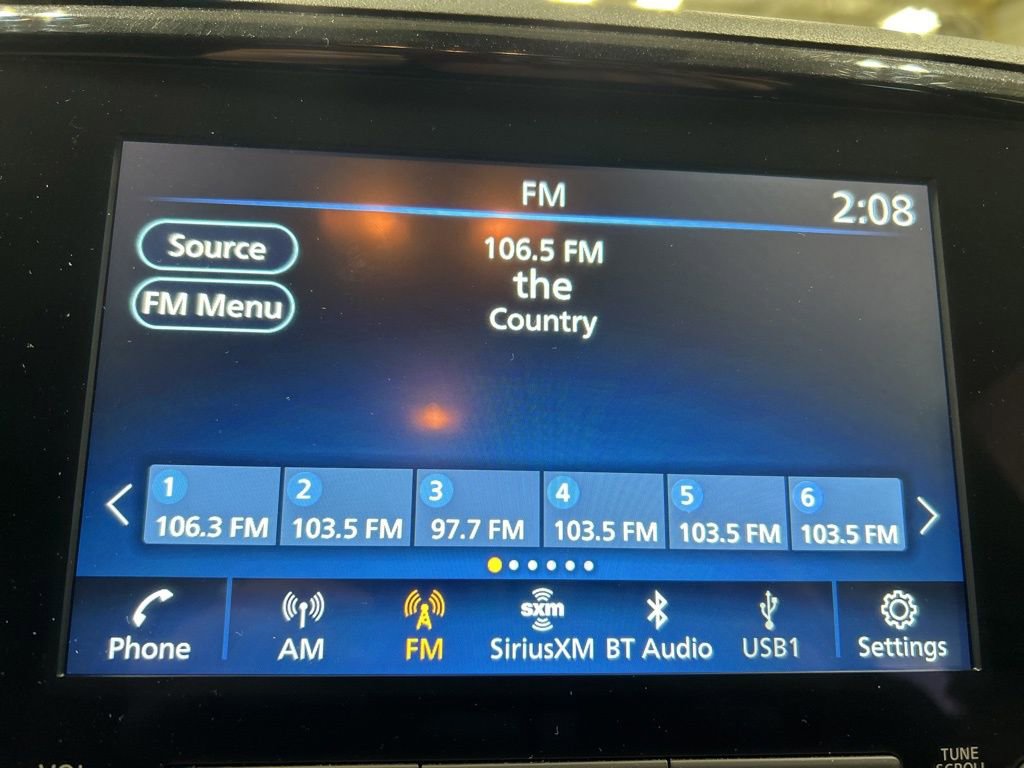 FM
2:08
Source
106.5 FM
the
FM Menu
Country
1
2
3
4
5
6
106.3 FM
103.5 FM
97.7 FM
103.5 FM
103.5 FM
103.5 FM
sxm
Phone
AM
FM
SiriusXM
BT Audio
USB1
Settings
TUNE
SCROLL